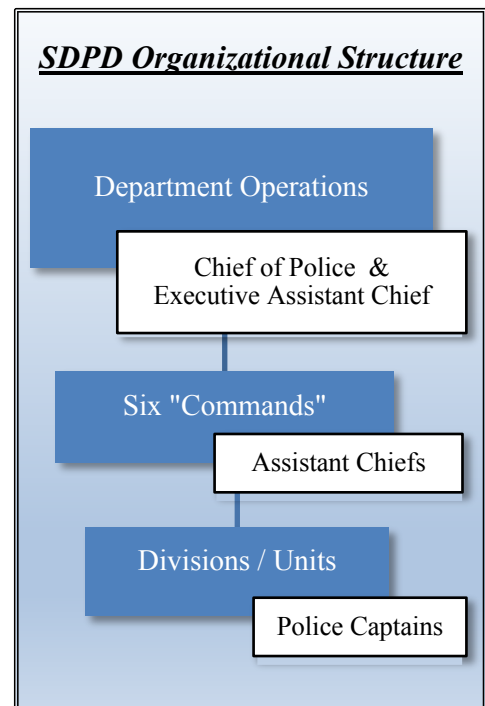 SDPD Organizational Structure
Department Operations
Chief of Police &
Executive Assistant Chief
Six "Commands"
Assistant Chiefs
Divisions / Units
Police Captains